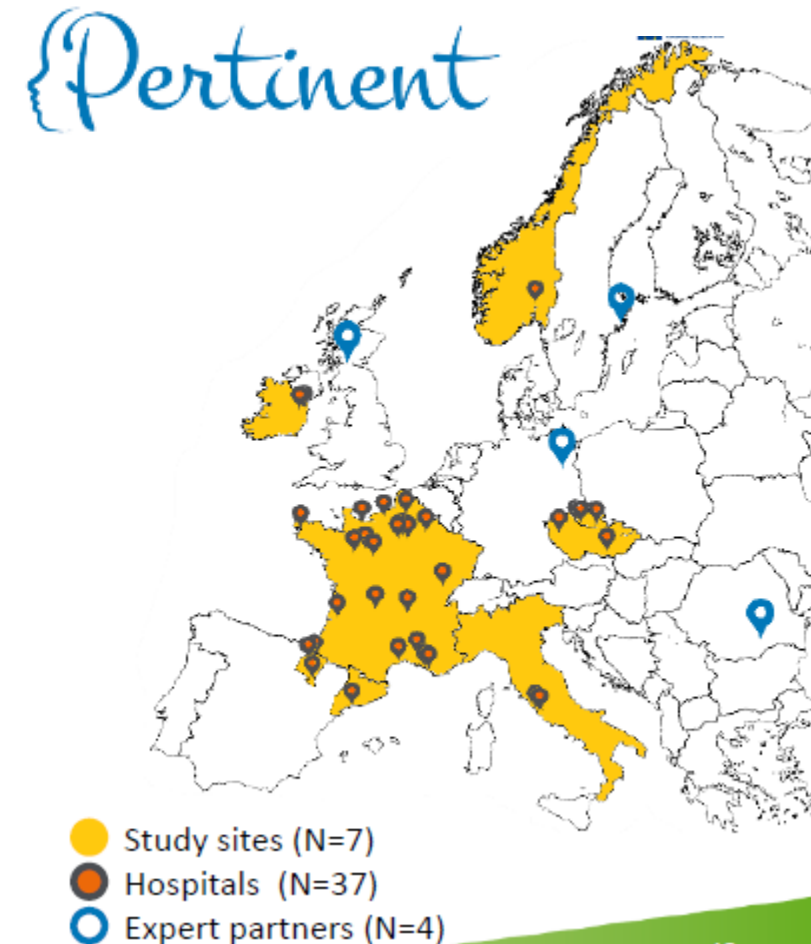 Pertinent
Study sites (N=7)
Hospitals (N=37)
Expert partners (N=4)